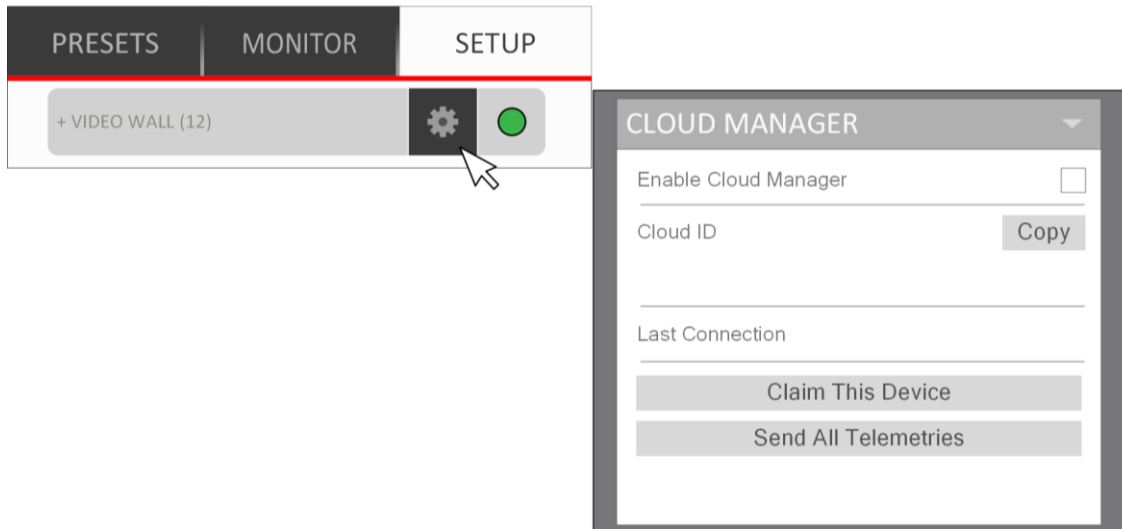 PRESETS MONITOR SETUP
+ VIDEO WALL (12)
CLOUD MANAGER
Enable Cloud Manager
Cloud ID Copy
Last Connection
Claim This Device
Send All Telemetries